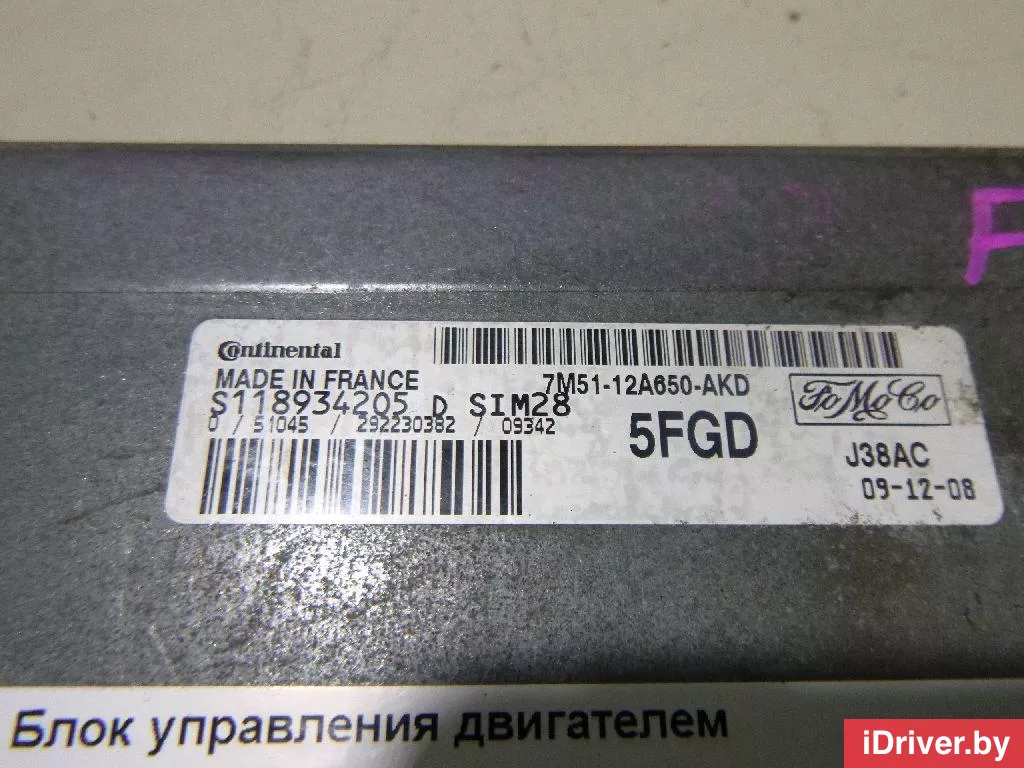 F
Continental
MADE IN FRANCE
7M51-12A650-AKD
FoMoCo
S118934205 D SIM28
0 / 51045 / 292230382 / 09342
5FGD
J38AC
09-12-08
Блок управления двигателем
iDriver.by